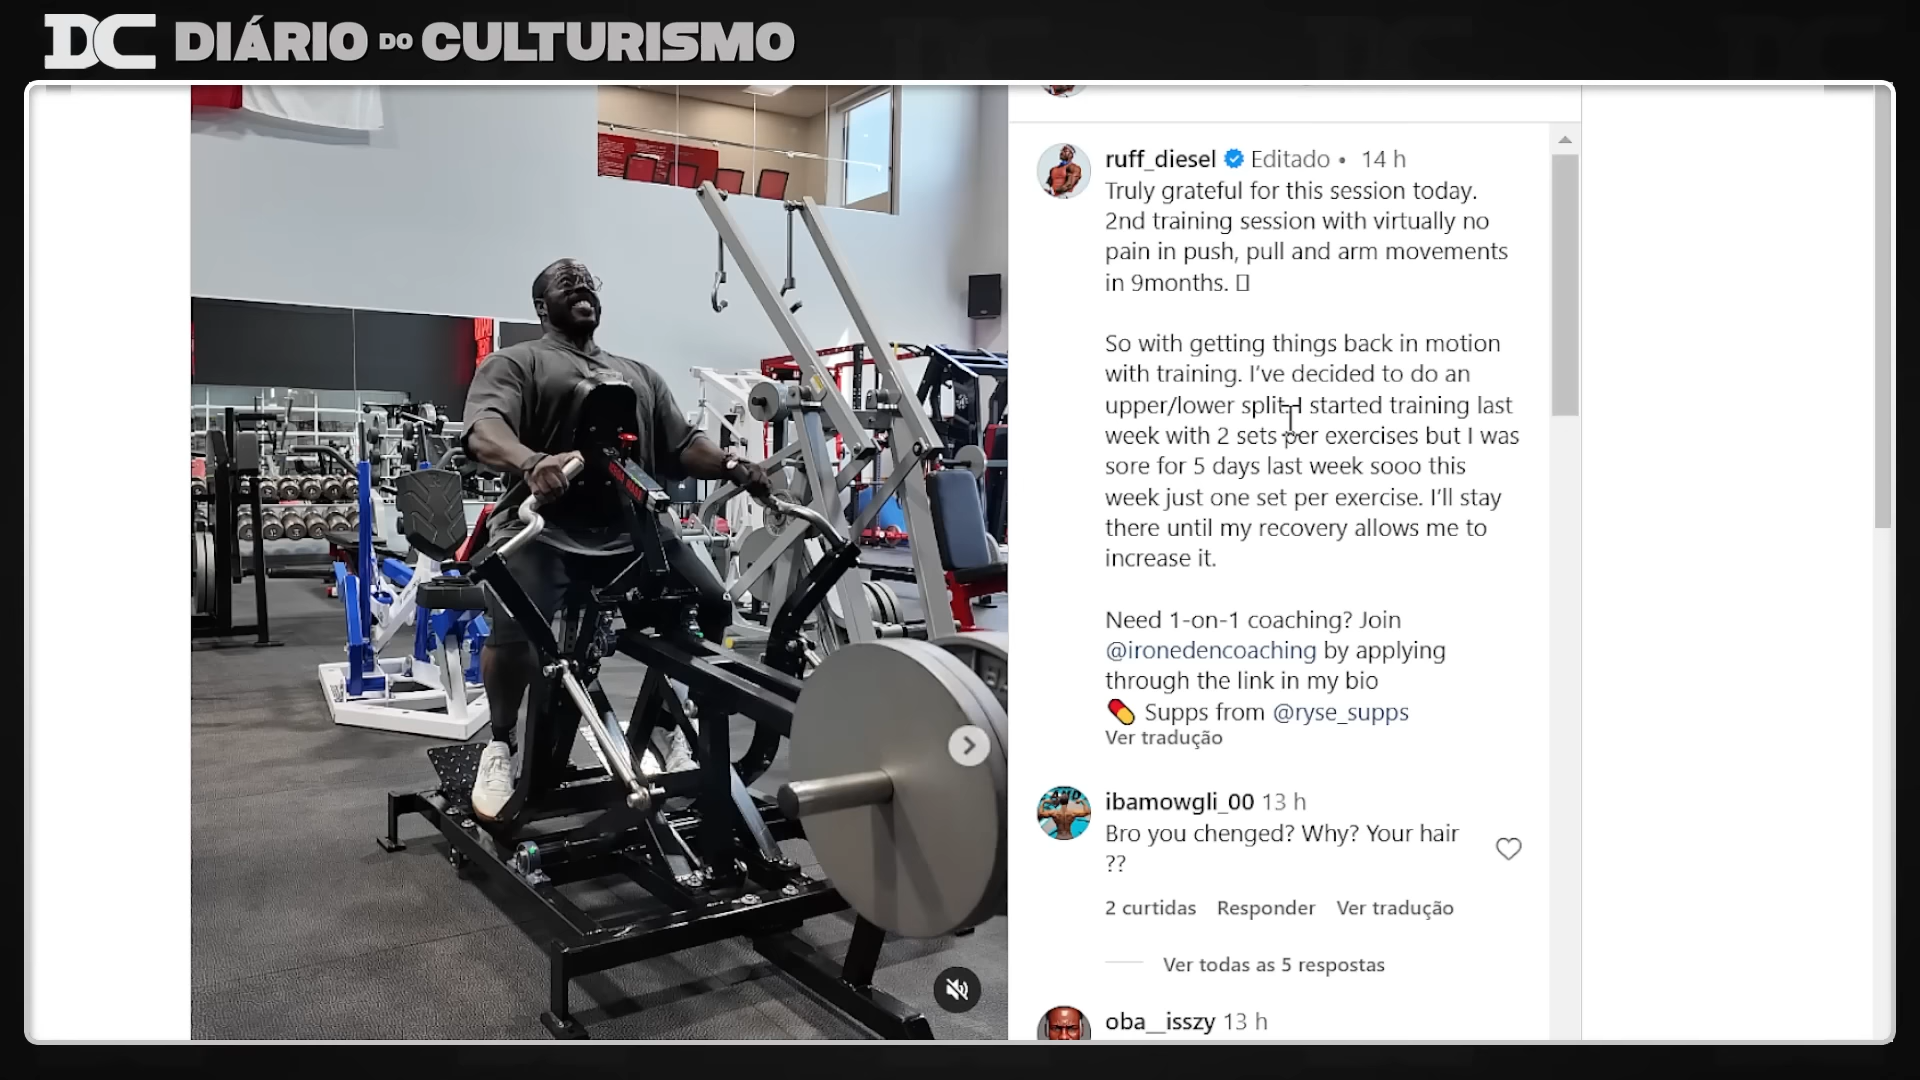 DC DIÁRIO DO CULTURISMO
ruff_diesel Editado • 14 h
Truly grateful for this session today.
2nd training session with virtually no
pain in push, pull and arm movements
in 9months.
So with getting things back in motion
with training. I’ve decided to do an
upper/lower split I started training last
week with 2 sets per exercises but I was
sore for 5 days last week sooo this
week just one set per exercise. I’ll stay
there until my recovery allows me to
increase it.
Need 1-on-1 coaching? Join
@ironedencoaching by applying
through the link in my bio
💊 Supps from @ryse_supps
Ver tradução
ibamowgli_00 13 h
Bro you chenged? Why? Your hair
??
2 curtidas Responder Ver tradução
Ver todas as 5 respostas
oba__isszy 13 h